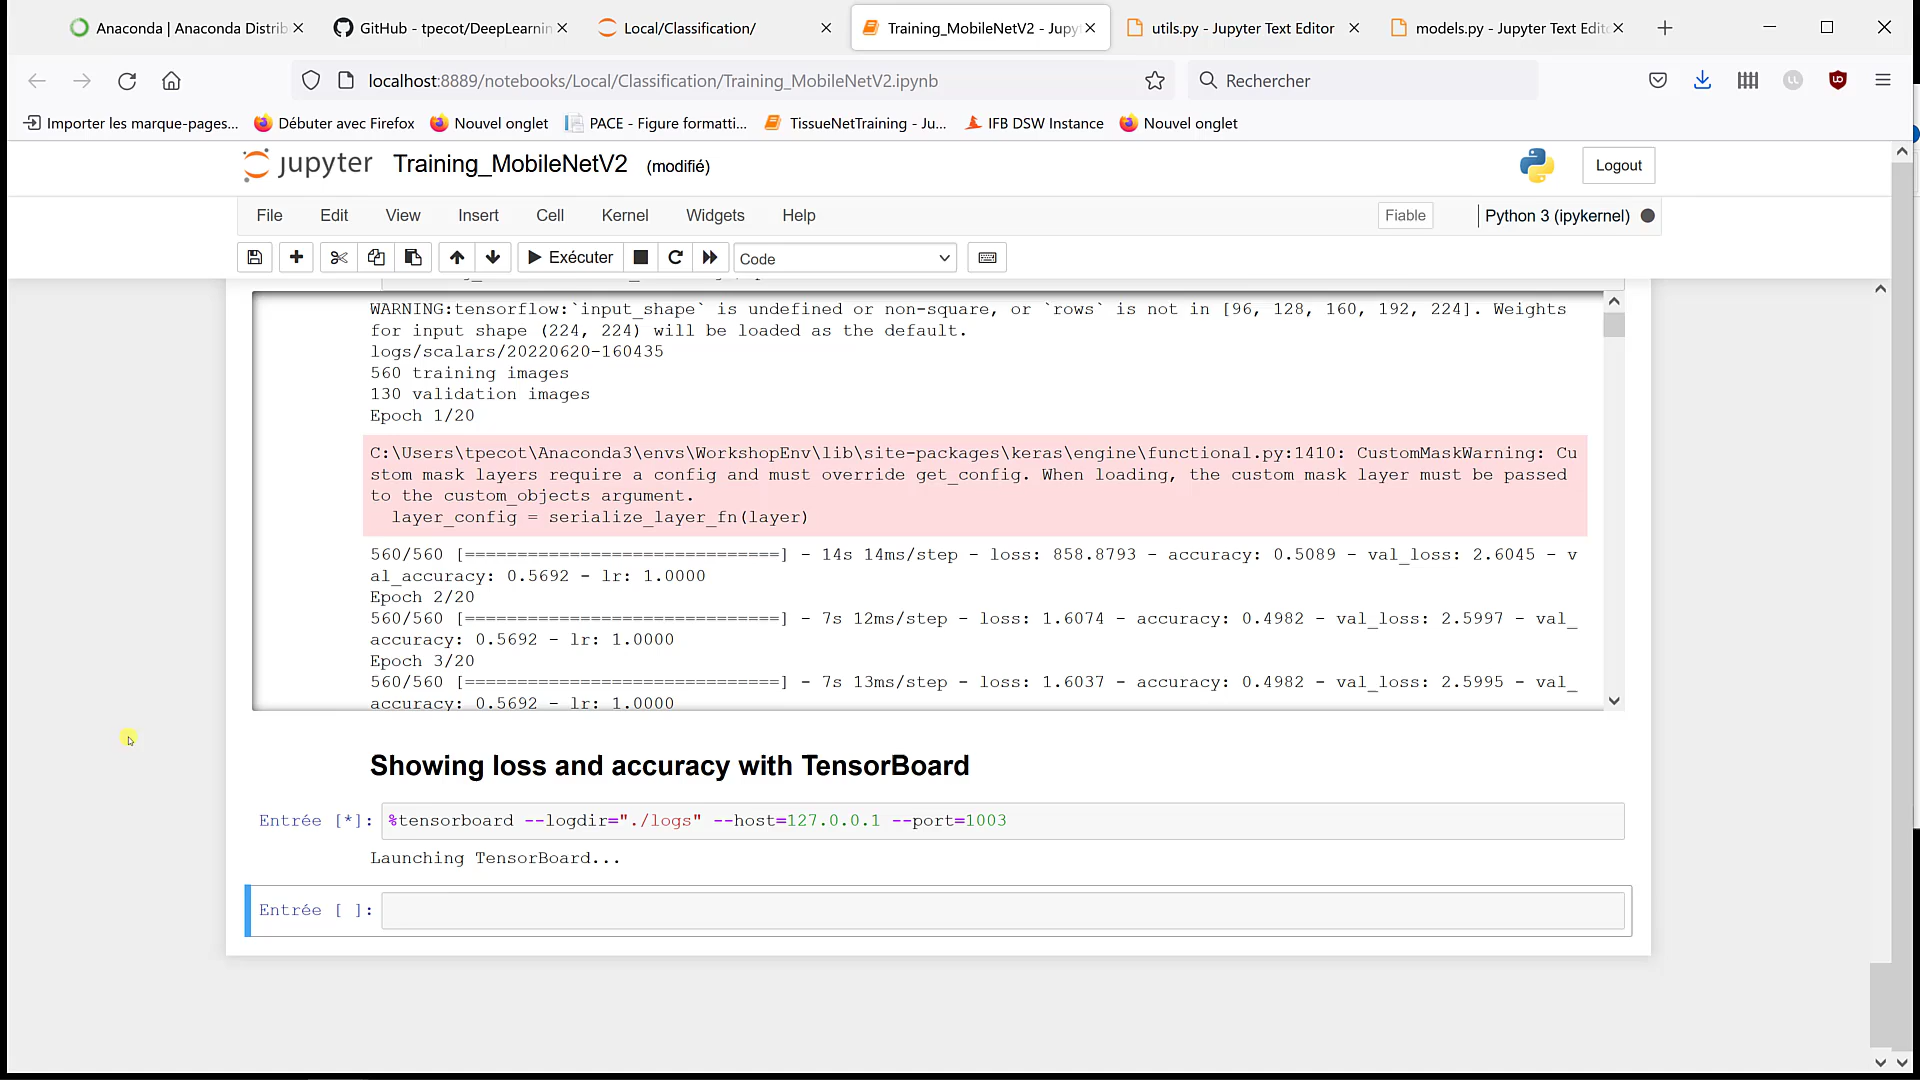 Anaconda | Anaconda Distrib
GitHub - tpecot/DeepLearnin
Local/Classification/
Training_MobileNetV2 - Jupy
utils.py - Jupyter Text Editor
models.py - Jupyter Text Edito
localhost:8889/notebooks/Local/Classification/Training_MobileNetV2.ipynb
Rechercher
Importer les marque-pages...
Débuter avec Firefox
Nouvel onglet
PACE - Figure formatti...
TissueNetTraining - Ju...
IFB DSW Instance
Nouvel onglet
jupyter Training_MobileNetV2 (modifié)
Logout
File Edit View Insert Cell Kernel Widgets Help
Fiable
Python 3 (ipykernel)
Exécuter
Code
WARNING:tensorflow:`input_shape` is undefined or non-square, or `rows` is not in [96, 128, 160, 192, 224]. Weights
for input shape (224, 224) will be loaded as the default.
logs/scalars/20220620-160435
560 training images
130 validation images
Epoch 1/20
C:\Users\tpecot\Anaconda3\envs\WorkshopEnv\lib\site-packages\keras\engine\functional.py:1410: CustomMaskWarning: Cu
stom mask layers require a config and must override get_config. When loading, the custom mask layer must be passed
to the custom_objects argument.
layer_config = serialize_layer_fn(layer)
560/560 [==============================] - 14s 14ms/step - loss: 858.8793 - accuracy: 0.5089 - val_loss: 2.6045 - v
al_accuracy: 0.5692 - lr: 1.0000
Epoch 2/20
560/560 [==============================] - 7s 12ms/step - loss: 1.6074 - accuracy: 0.4982 - val_loss: 2.5997 - val_
accuracy: 0.5692 - lr: 1.0000
Epoch 3/20
560/560 [==============================] - 7s 13ms/step - loss: 1.6037 - accuracy: 0.4982 - val_loss: 2.5995 - val_
accuracy: 0.5692 - lr: 1.0000
Showing loss and accuracy with TensorBoard
Entrée [*]: %tensorboard --logdir="./logs" --host=127.0.0.1 --port=1003
Launching TensorBoard...
Entrée [ ]: